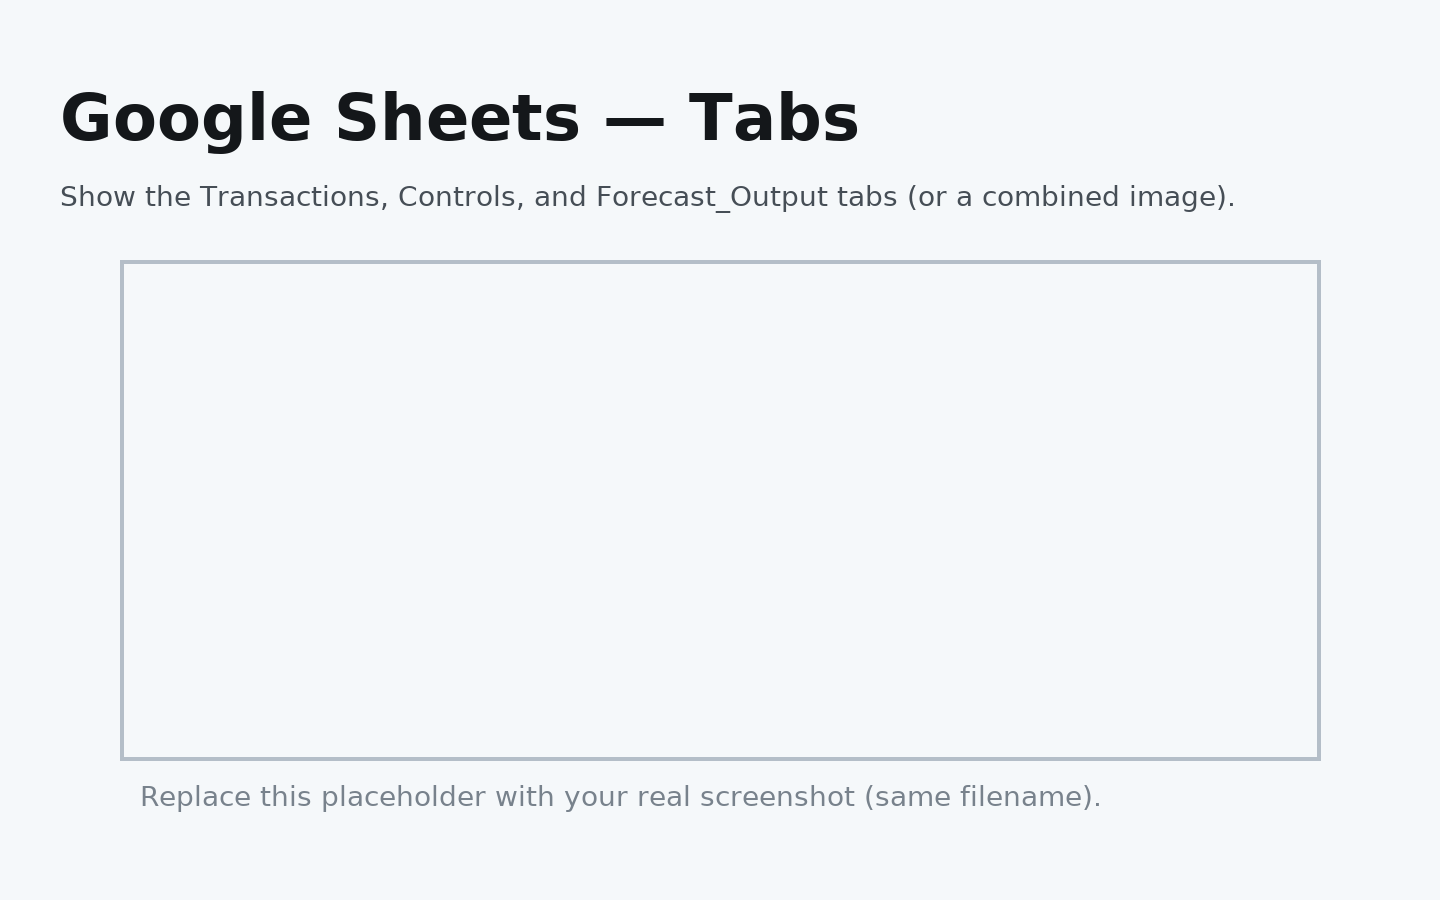 Google Sheets — Tabs
Show the Transactions, Controls, and Forecast_Output tabs (or a combined image).
Replace this placeholder with your real screenshot (same filename).